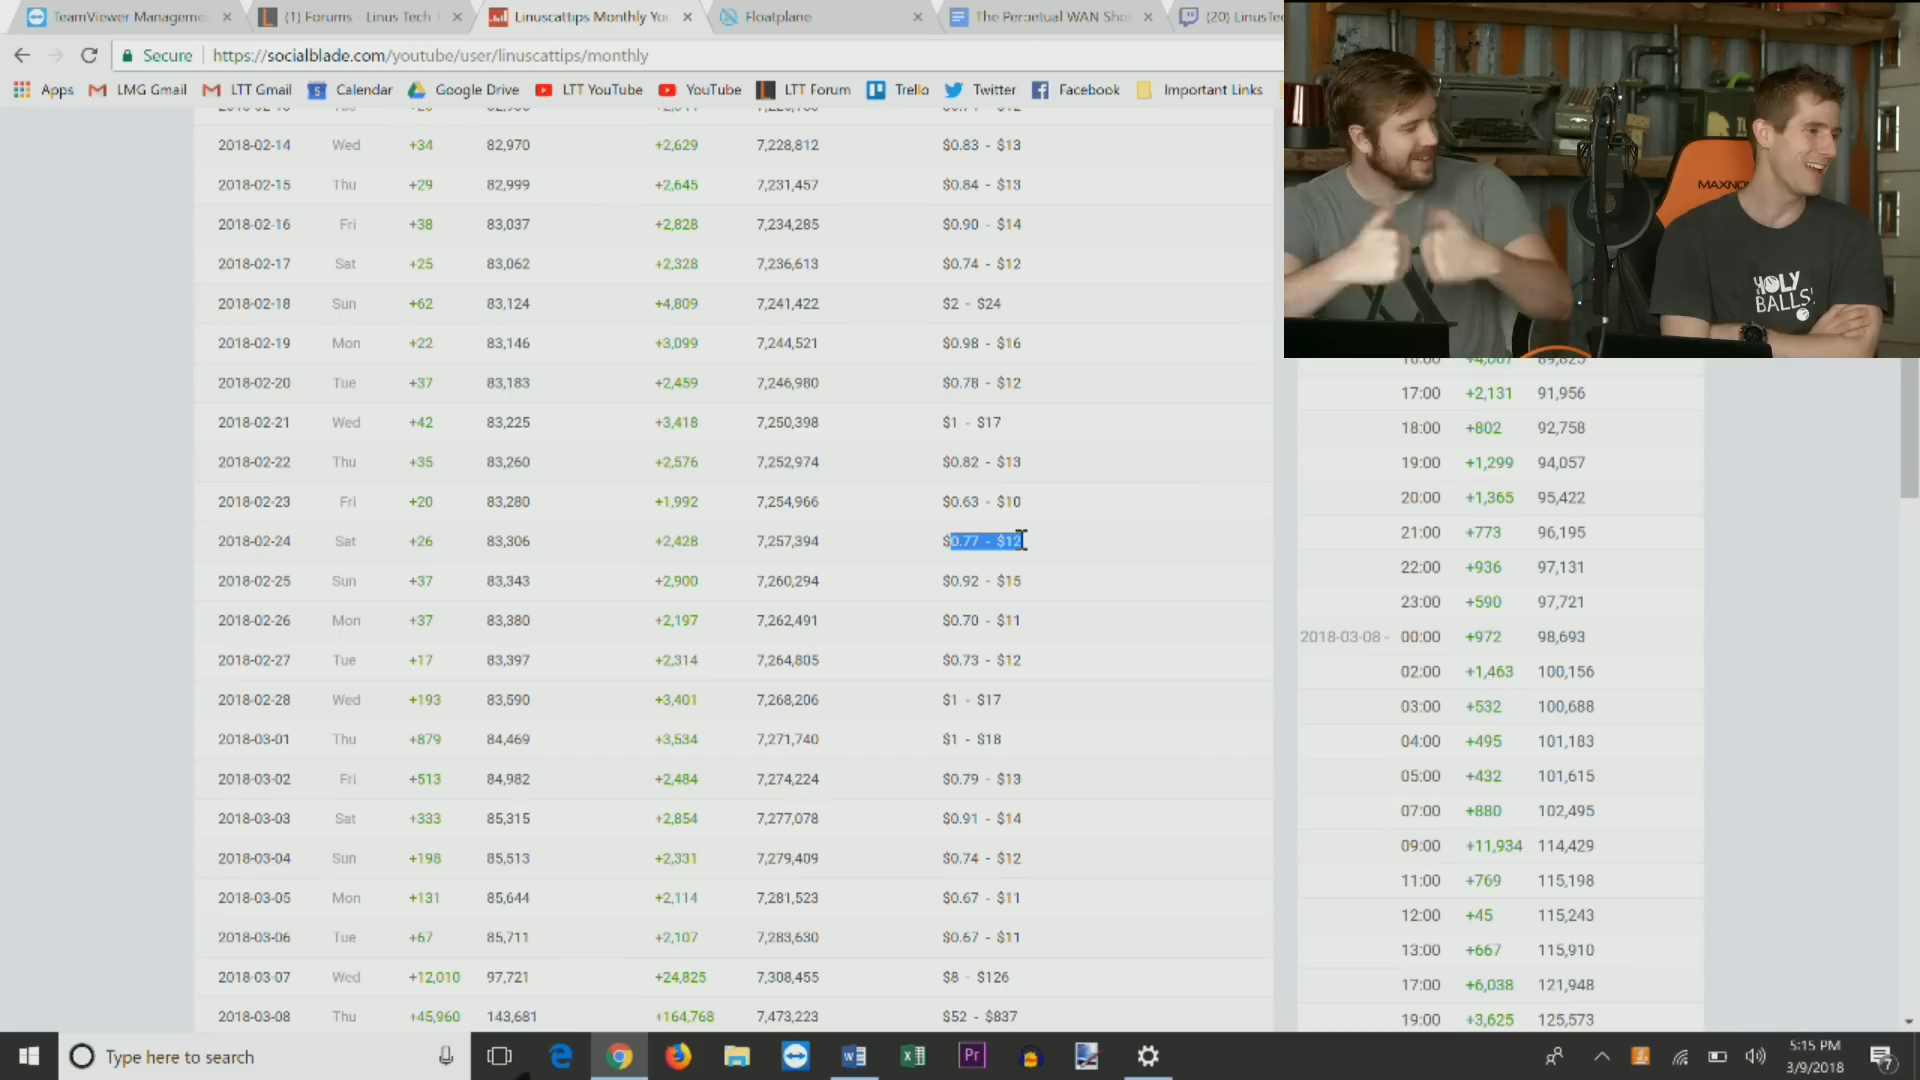 TeamViewer Manageme
(1) Forums - Linus Tech T
Linuscattips Monthly You
Floatplane
The Perpetual WAN Sho
(20) LinusTec
Secure https://socialblade.com/youtube/user/linuscattips/monthly
Apps LMG Gmail LTT Gmail Calendar Google Drive LTT YouTube YouTube LTT Forum Trello Twitter Facebook Important Links
2018-02-14 Wed +34 82,970 +2,629 7,228,812 $0.83 - $13
2018-02-15 Thu +29 82,999 +2,645 7,231,457 $0.84 - $13
2018-02-16 Fri +38 83,037 +2,828 7,234,285 $0.90 - $14
2018-02-17 Sat +25 83,062 +2,328 7,236,613 $0.74 - $12
2018-02-18 Sun +62 83,124 +4,809 7,241,422 $2 - $24
2018-02-19 Mon +22 83,146 +3,099 7,244,521 $0.98 - $16
2018-02-20 Tue +37 83,183 +2,459 7,246,980 $0.78 - $12
2018-02-21 Wed +42 83,225 +3,418 7,250,398 $1 - $17
2018-02-22 Thu +35 83,260 +2,576 7,252,974 $0.82 - $13
2018-02-23 Fri +20 83,280 +1,992 7,254,966 $0.63 - $10
2018-02-24 Sat +26 83,306 +2,428 7,257,394 $0.77 - $12
2018-02-25 Sun +37 83,343 +2,900 7,260,294 $0.92 - $15
2018-02-26 Mon +37 83,380 +2,197 7,262,491 $0.70 - $11
2018-02-27 Tue +17 83,397 +2,314 7,264,805 $0.73 - $12
2018-02-28 Wed +193 83,590 +3,401 7,268,206 $1 - $17
2018-03-01 Thu +879 84,469 +3,534 7,271,740 $1 - $18
2018-03-02 Fri +513 84,982 +2,484 7,274,224 $0.79 - $13
2018-03-03 Sat +333 85,315 +2,854 7,277,078 $0.91 - $14
2018-03-04 Sun +198 85,513 +2,331 7,279,409 $0.74 - $12
2018-03-05 Mon +131 85,644 +2,114 7,281,523 $0.67 - $11
2018-03-06 Tue +67 85,711 +2,107 7,283,630 $0.67 - $11
2018-03-07 Wed +12,010 97,721 +24,825 7,308,455 $8 - $126
2018-03-08 Thu +45,960 143,681 +164,768 7,473,223 $52 - $837
MAXNO
HOLY
BALLS!
17:00 +2,131 91,956
18:00 +802 92,758
19:00 +1,299 94,057
20:00 +1,365 95,422
21:00 +773 96,195
22:00 +936 97,131
23:00 +590 97,721
2018-03-08 - 00:00 +972 98,693
02:00 +1,463 100,156
03:00 +532 100,688
04:00 +495 101,183
05:00 +432 101,615
07:00 +880 102,495
09:00 +11,934 114,429
11:00 +769 115,198
12:00 +45 115,243
13:00 +667 115,910
17:00 +6,038 121,948
19:00 +3,625 125,573
Type here to search
Pr
5:15 PM
3/9/2018
7